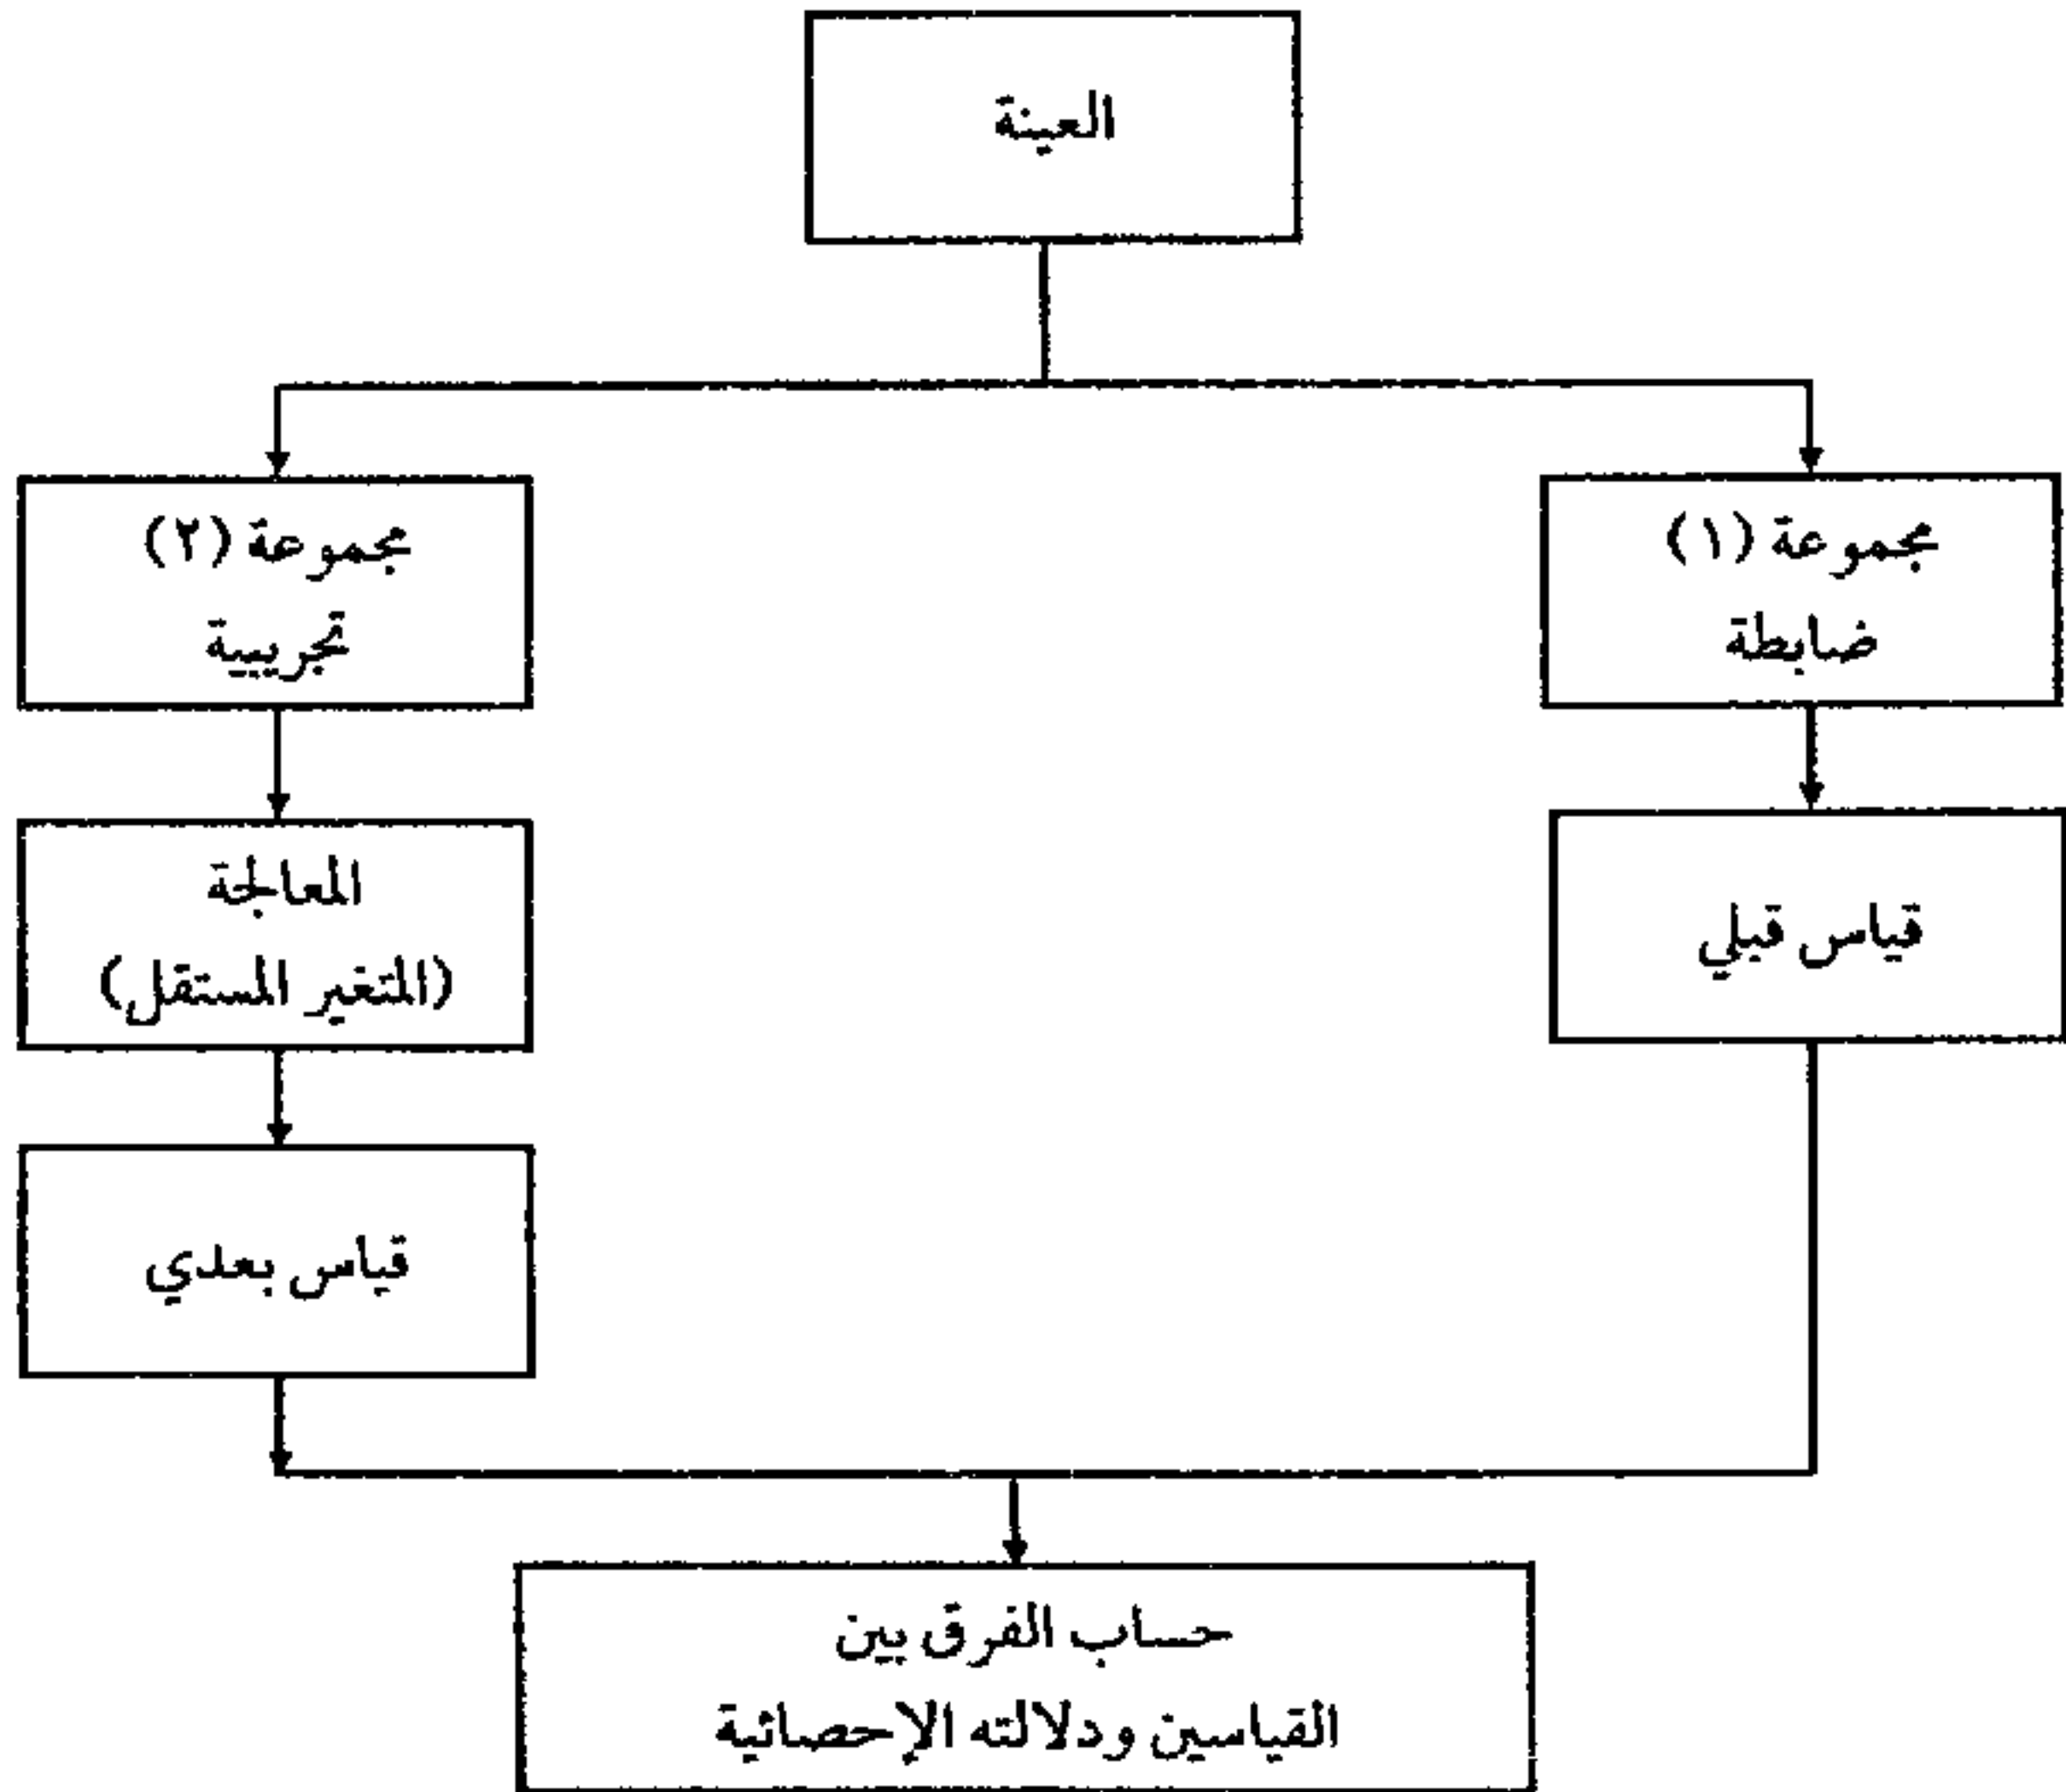 العينة
مجموعة (١)
ضابطة
مجموعة (٢)
تجريبية
قياس قبلي
المعالجة
(المتغير المستقل)
قياس بعدي
حساب الفرق بين
القياسين ودلالته الإحصائية